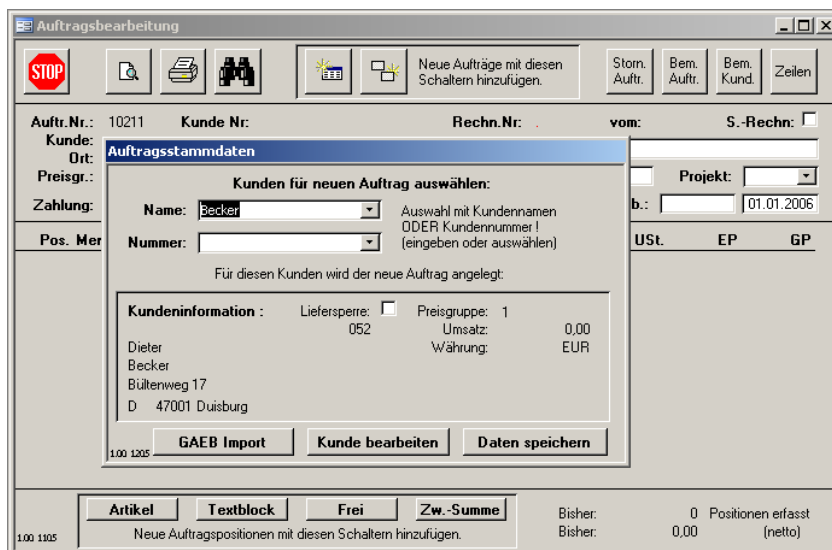 Auftragsbearbeitung
STOP
Neue Aufträge mit diesen
Schaltern hinzufügen.
Storn. Auftr.
Bem. Auftr.
Bem. Kund.
Zeilen
Auftr.Nr.: 10211 Kunde Nr: Rechn.Nr: . vom: S.-Rechn:
Kunde:
Ort:
Preisgr.: Projekt:
Zahlung: b.: 01.01.2006
Pos. Mer USt. EP GP
Auftragsstammdaten
Kunden für neuen Auftrag auswählen:
Name: Becker
Nummer:
Auswahl mit Kundennamen
ODER Kundennummer !
(eingeben oder auswählen)
Für diesen Kunden wird der neue Auftrag angelegt:
Kundeninformation : Liefersperre: Preisgruppe: 1
052 Umsatz: 0,00
Dieter Währung: EUR
Becker
Bültenweg 17
D 47001 Duisburg
GAEB Import Kunde bearbeiten Daten speichern
1.00 1205
Artikel Textblock Frei Zw.-Summe
Neue Auftragspositionen mit diesen Schaltern hinzufügen.
Bisher: 0 Positionen erfasst
Bisher: 0,00 (netto)
1.00 1105